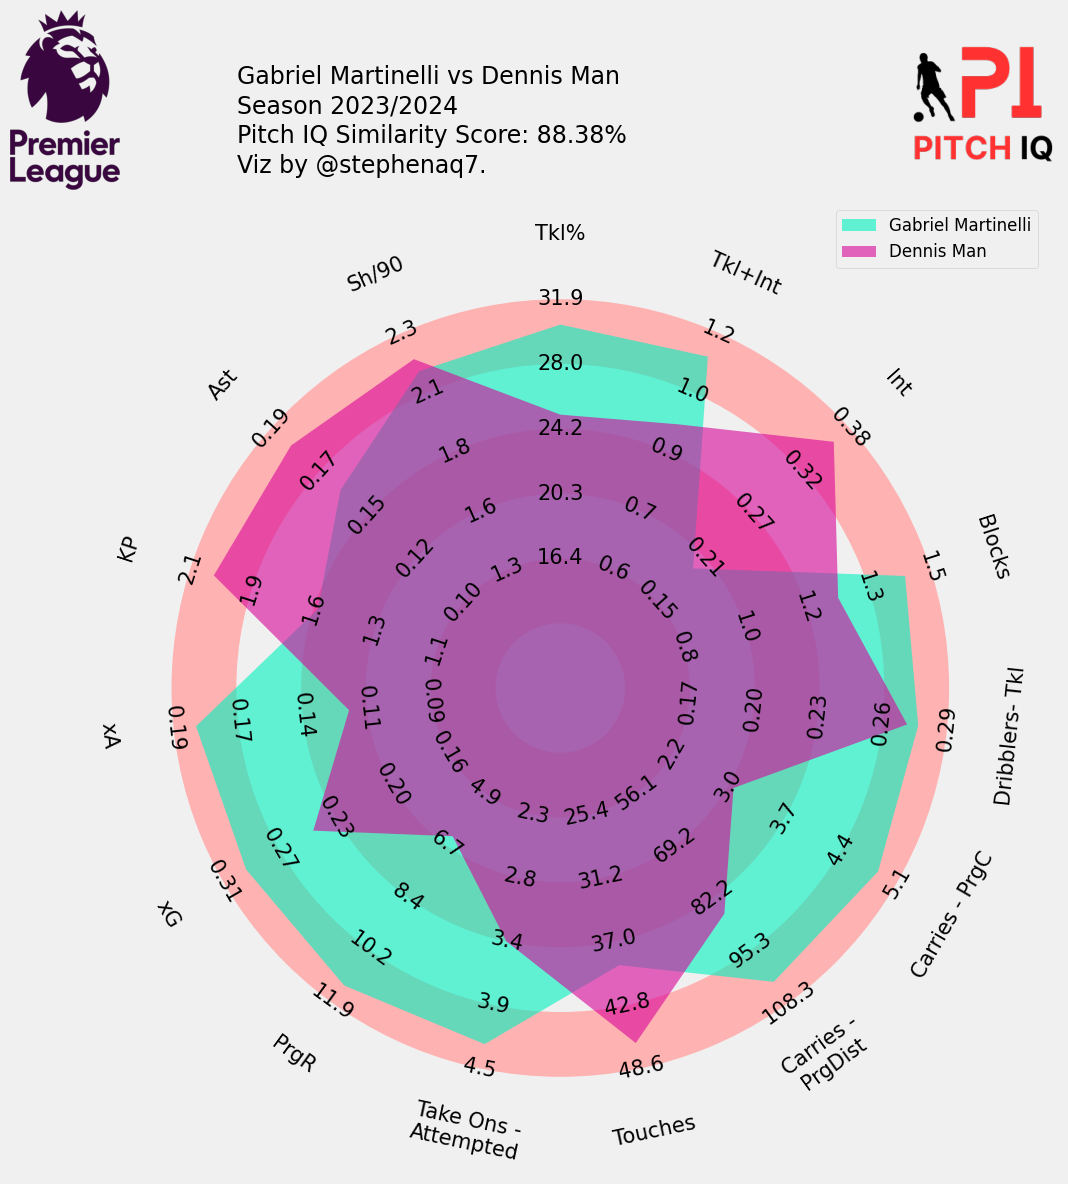 Gabriel Martinelli vs Dennis Man
Season 2023/2024
Pitch IQ Similarity Score: 88.38%
Viz by @stephenaq7.
Premier
League
PI
PITCH IQ
Gabriel Martinelli
Dennis Man
Tkl%
31.9
28.0
24.2
20.3
16.4
Tkl+Int
1.2
1.0
0.9
0.7
0.6
Int
0.38
0.32
0.27
0.21
0.15
Blocks
1.5
1.3
1.2
1.0
0.8
Dribblers- Tkl
0.29
0.26
0.23
0.20
0.17
Carries - PrgC
5.1
4.4
3.7
3.0
2.2
Carries -
PrgDist
108.3
95.3
82.2
69.2
56.1
Touches
48.6
42.8
37.0
31.2
25.4
Take Ons -
Attempted
4.5
3.9
3.4
2.8
2.3
PrgR
11.9
10.2
8.4
6.7
4.9
xG
0.31
0.27
0.23
0.20
0.16
xA
0.19
0.17
0.14
0.11
0.09
KP
2.1
1.9
1.6
1.3
1.1
Ast
0.19
0.17
0.15
0.12
0.10
Sh/90
2.3
2.1
1.8
1.6
1.3